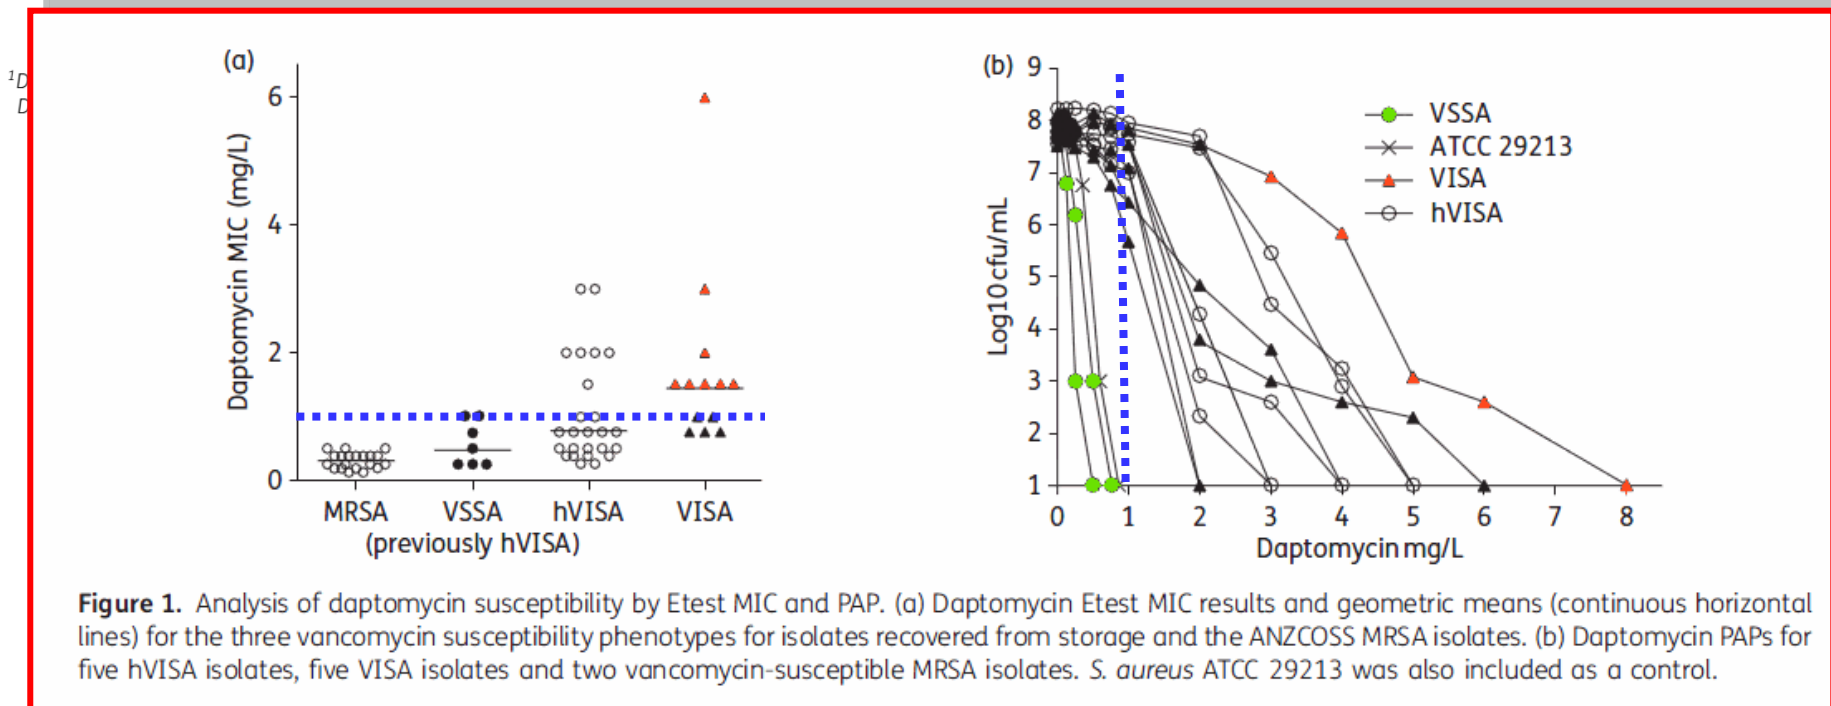 1D
D
(a)
6
4
2
0
Daptomycin MIC (mg/L)
MRSA VSSA hVISA VISA
(previously hVISA)
(b)
9
8
7
6
5
4
3
2
1
Log10 cfu/mL
VSSA
ATCC 29213
VISA
hVISA
0 1 2 3 4 5 6 7 8
Daptomycin mg/L
Figure 1. Analysis of daptomycin susceptibility by Etest MIC and PAP. (a) Daptomycin Etest MIC results and geometric means (continuous horizontal
lines) for the three vancomycin susceptibility phenotypes for isolates recovered from storage and the ANZCOSS MRSA isolates. (b) Daptomycin PAPs for
five hVISA isolates, five VISA isolates and two vancomycin-susceptible MRSA isolates. S. aureus ATCC 29213 was also included as a control.